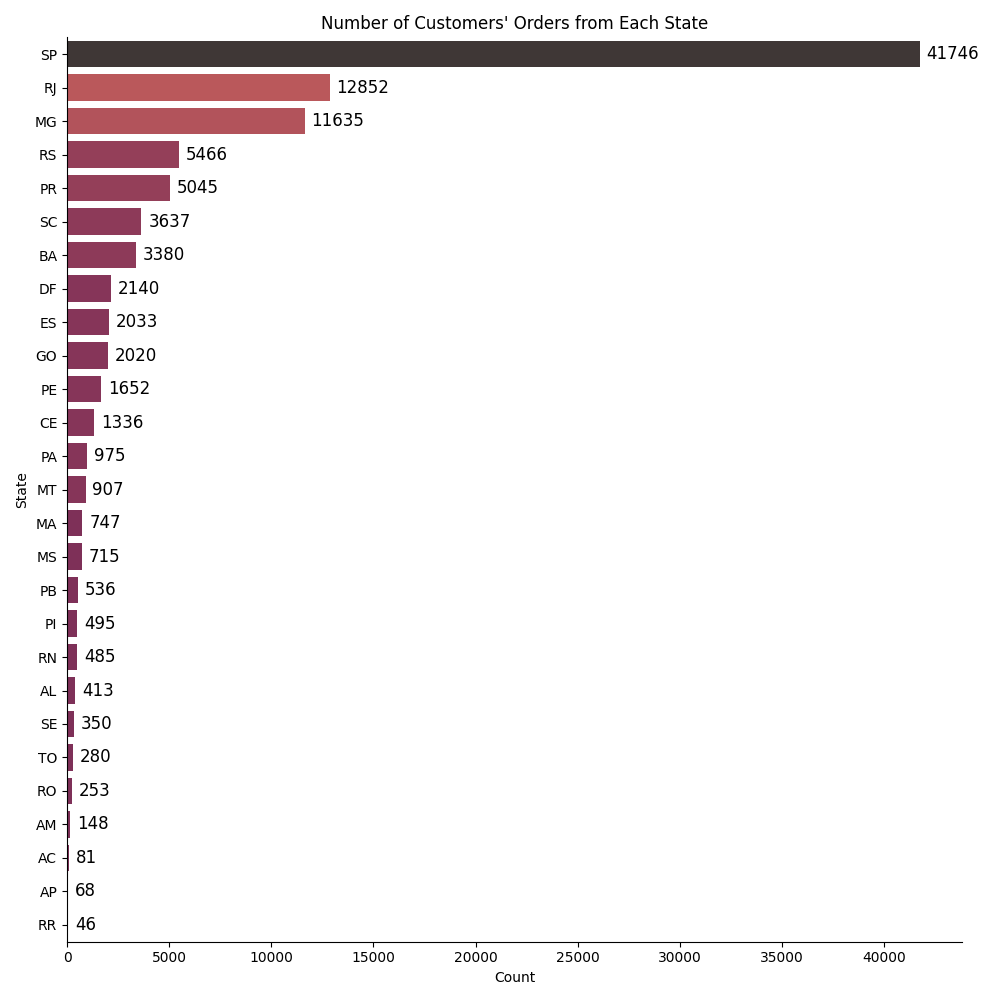 Number of Customers' Orders from Each State
SP 41746
RJ 12852
MG 11635
RS 5466
PR 5045
SC 3637
BA 3380
DF 2140
ES 2033
GO 2020
PE 1652
CE 1336
PA 975
MT 907
MA 747
MS 715
PB 536
PI 495
RN 485
AL 413
SE 350
TO 280
RO 253
AM 148
AC 81
AP 68
RR 46
State
0 5000 10000 15000 20000 25000 30000 35000 40000
Count